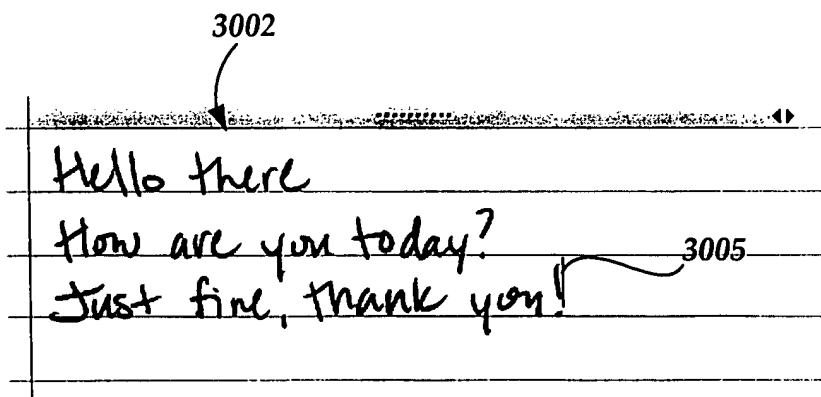 3002
Hello there
How are you today?
3005
Just fine, thank you!